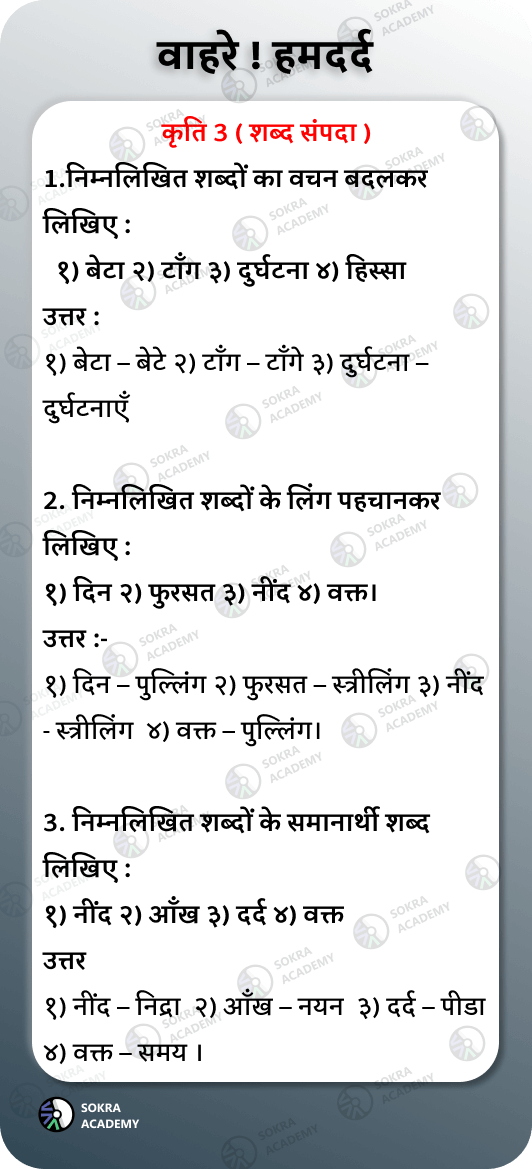 वाहरे ! हमदर्द
कृति 3 ( शब्द संपदा )
1.निम्नलिखित शब्दों का वचन बदलकर
लिखिए :
१) बेटा २) टाँग ३) दुर्घटना ४) हिस्सा
उत्तर :
१) बेटा – बेटे २) टाँग – टाँगे ३) दुर्घटना –
दुर्घटनाएँ
2. निम्नलिखित शब्दों के लिंग पहचानकर
लिखिए :
१) दिन २) फुरसत ३) नींद ४) वक्त।
उत्तर :-
१) दिन – पुल्लिंग २) फुरसत – स्त्रीलिंग ३) नींद
- स्त्रीलिंग ४) वक्त – पुल्लिंग।
3. निम्नलिखित शब्दों के समानार्थी शब्द
लिखिए :
१) नींद २) आँख ३) दर्द ४) वक्त
उत्तर
१) नींद – निद्रा २) आँख – नयन ३) दर्द – पीडा
४) वक्त – समय ।
SOKRA
ACADEMY